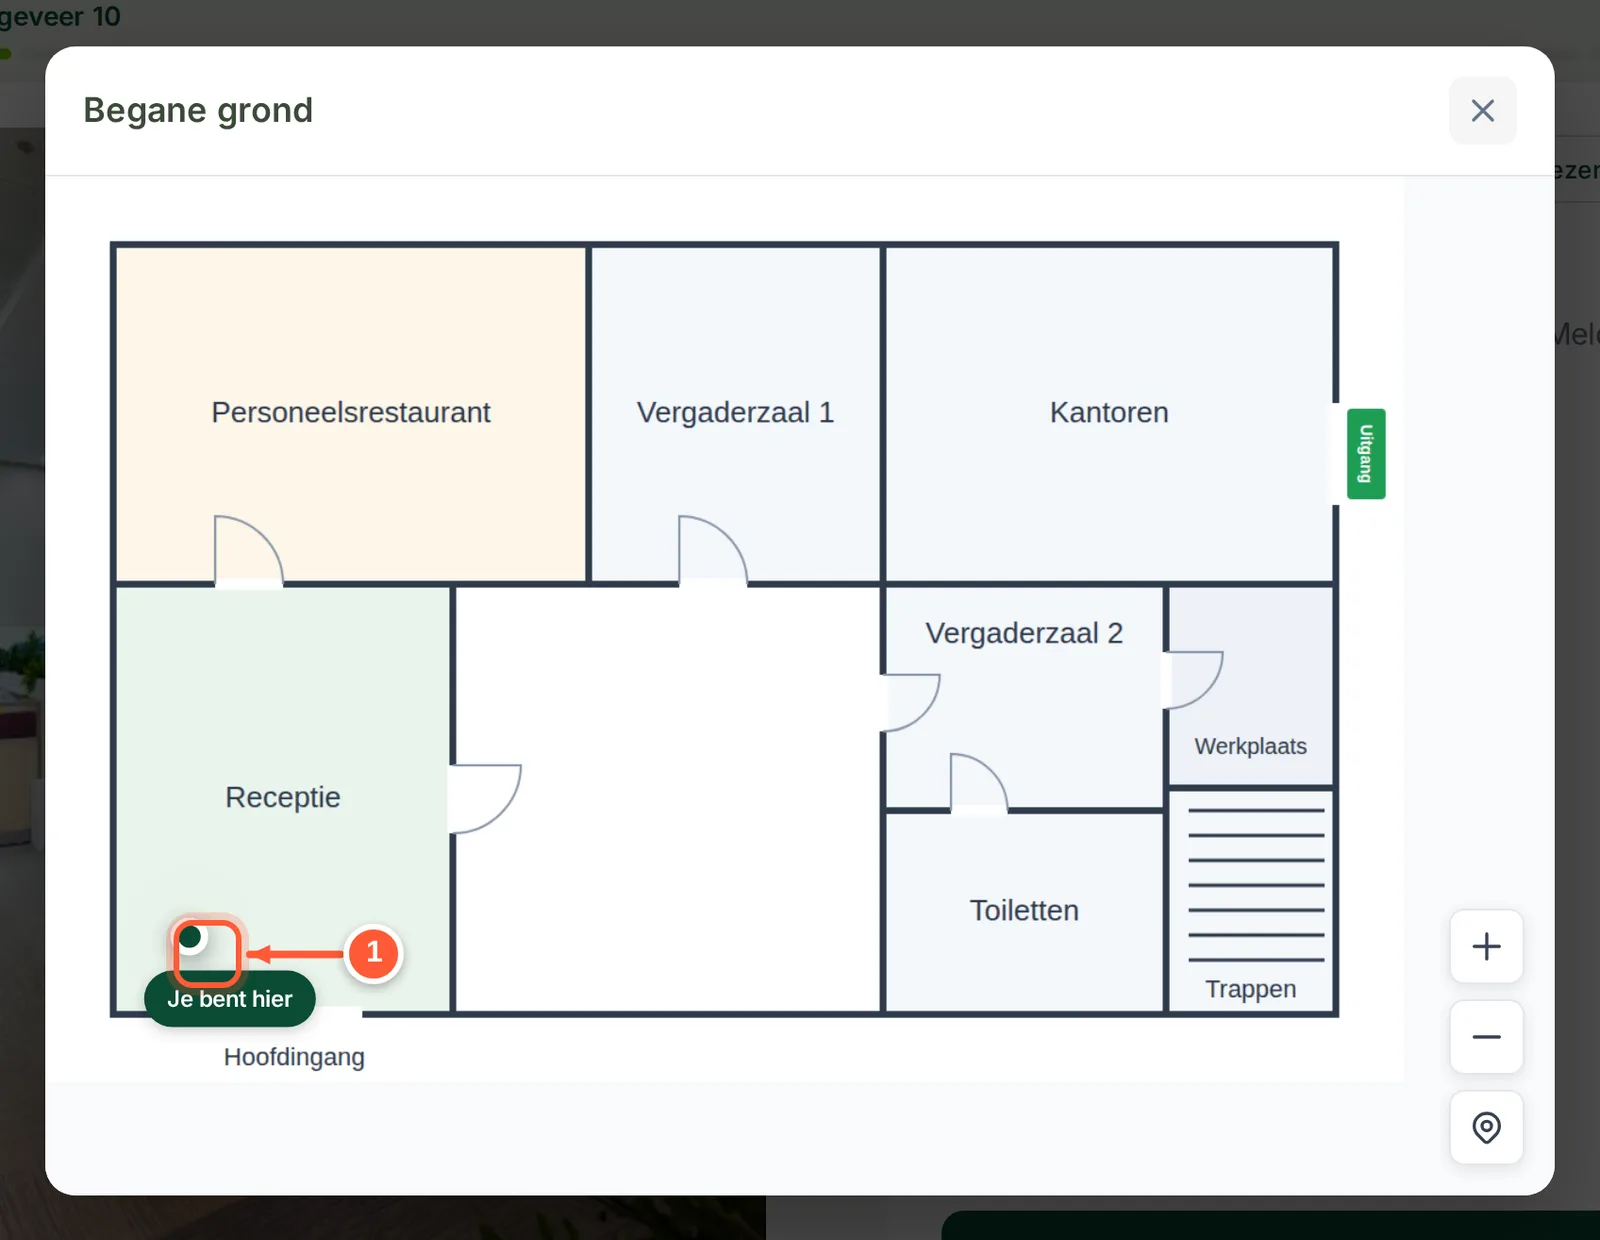 geveer 10
Begane grond
ezer
Personeelsrestaurant
Vergaderzaal 1
Kantoren
Uitgang
Vergaderzaal 2
Werkplaats
Receptie
Toiletten
1
Je bent hier
Trappen
Hoofdingang